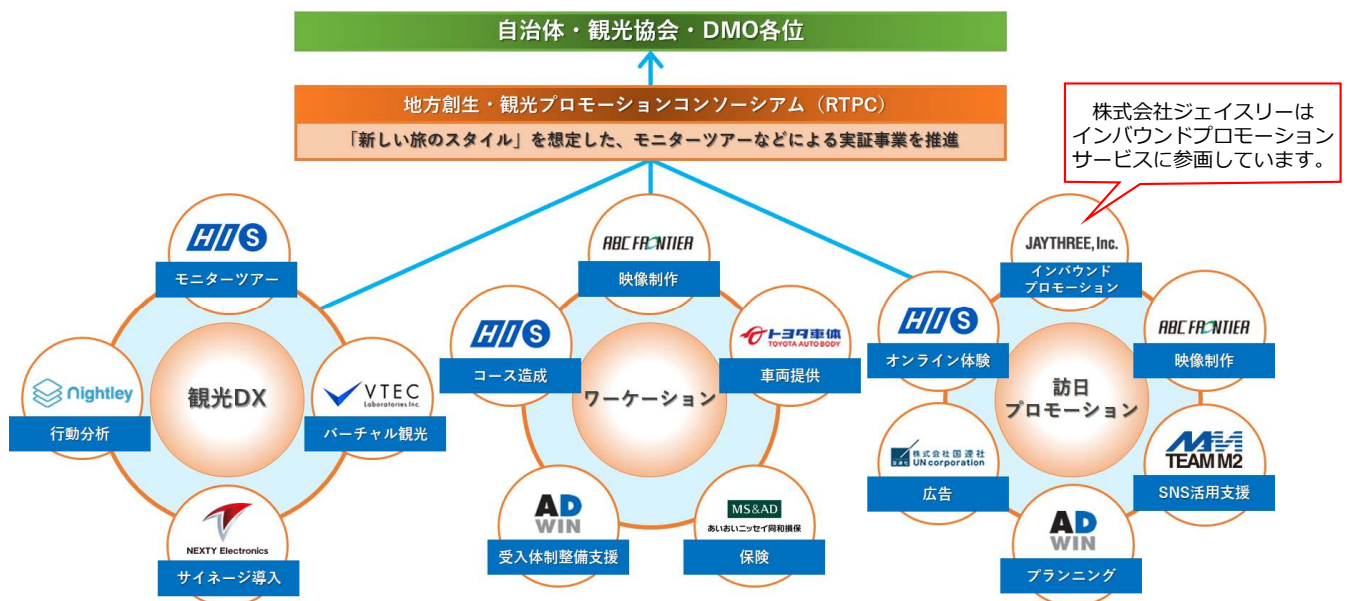 自治体・観光協会・DMO各位
地方創生・観光プロモーションコンソーシアム（RTPC）
「新しい旅のスタイル」を想定した、モニターツアーなどによる実証事業を推進
株式会社ジェイスリーは
インバウンドプロモーション
サービスに参画しています。
HIS
モニターツアー
nightley
行動分析
観光DX
VTEC
Laboratories Inc.
バーチャル観光
NEXTY Electronics
サイネージ導入
ABC FRONTIER
映像制作
HIS
コース造成
トヨタ車体
TOYOTA AUTO BODY
車両提供
ワーケーション
AD
WIN
受入体制整備支援
MS&AD
あいおいニッセイ同和損保
保険
JAYTHREE, Inc.
インバウンド
プロモーション
HIS
オンライン体験
ABC FRONTIER
映像制作
訪日
プロモーション
国連社
株式会社国連社
UN corporation
広告
TEAM M2
SNS活用支援
AD
WIN
プランニング